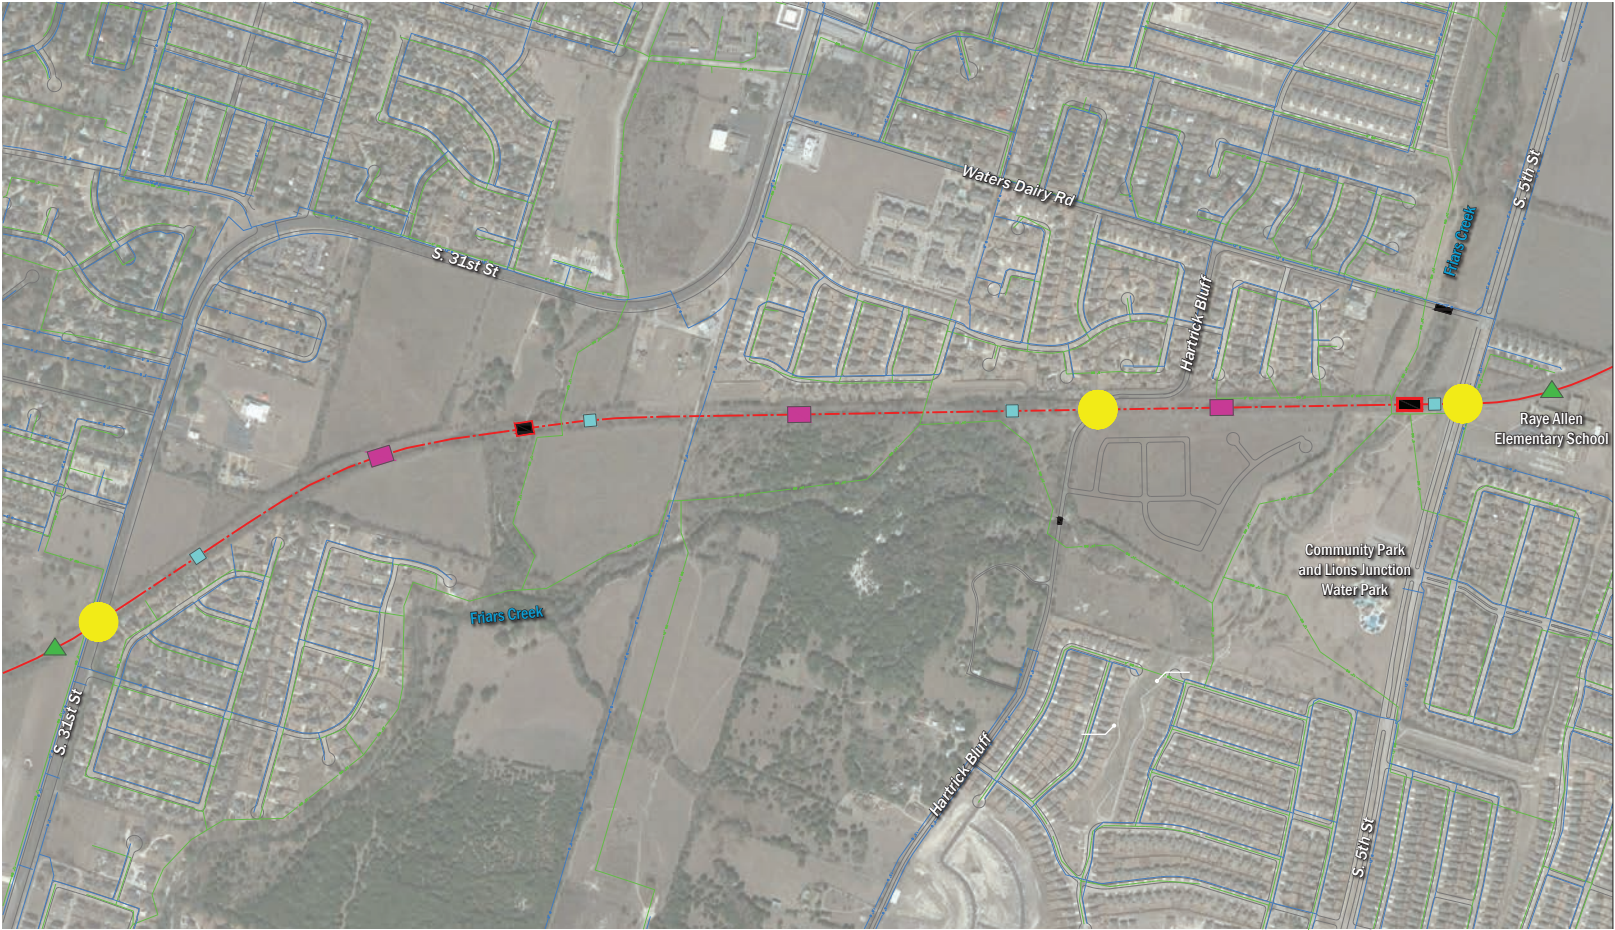 Waters Dairy Rd
S. 5th St
Friars Creek
S. 31st St
Hartrick Bluff
Raye Allen
Elementary School
Community Park
and Lions Junction
Water Park
Friars Creek
S. 31st St
Hartrick Bluff
S. 5th St